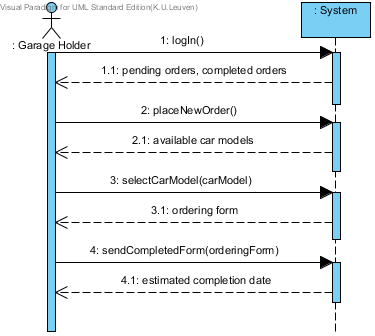 Visual Paradigm for UML Standard Edition(K.U.Leuven)
: Garage Holder
: System
1: logIn()
1.1: pending orders, completed orders
2: placeNewOrder()
2.1: available car models
3: selectCarModel(carModel)
3.1: ordering form
4: sendCompletedForm(orderingForm)
4.1: estimated completion date